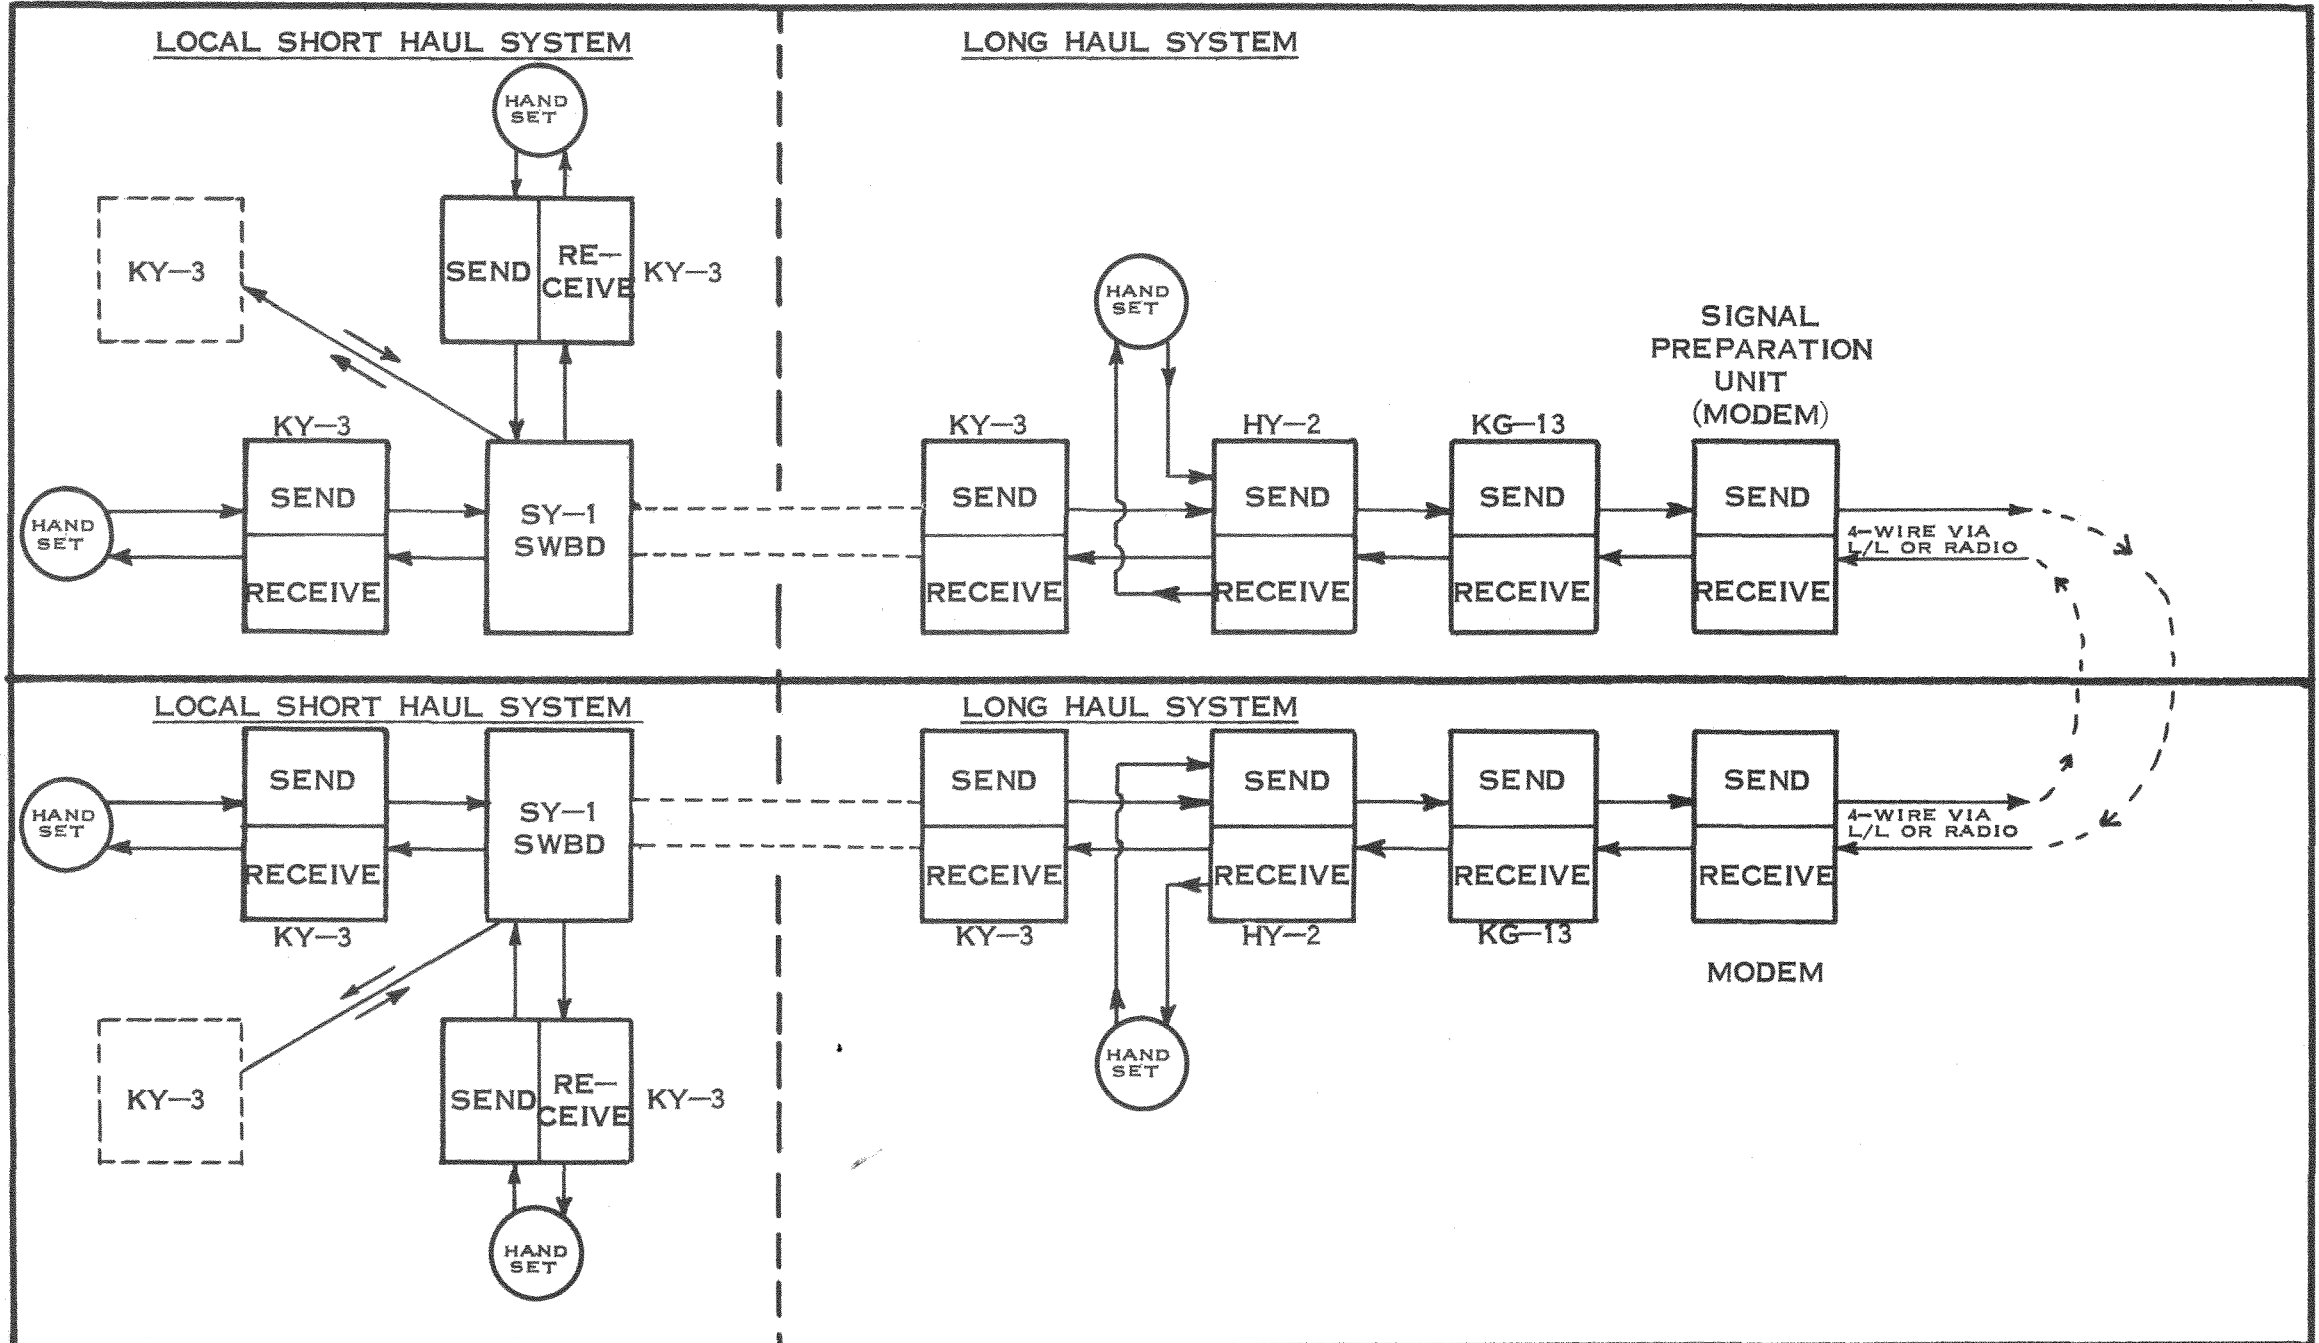 LOCAL SHORT HAUL SYSTEM
HAND
SET
KY-3
SEND
RE-
CEIVE
KY-3
KY-3
SEND
RECEIVE
HAND
SET
SY-1
SWBD
LONG HAUL SYSTEM
HAND
SET
SIGNAL
PREPARATION
UNIT
(MODEM)
KY-3
SEND
RECEIVE
HY-2
SEND
RECEIVE
KG-13
SEND
RECEIVE
SEND
RECEIVE
4-WIRE VIA
L/L OR RADIO
LOCAL SHORT HAUL SYSTEM
HAND
SET
SEND
RECEIVE
KY-3
SY-1
SWBD
KY-3
SEND
RE-
CEIVE
KY-3
HAND
SET
LONG HAUL SYSTEM
SEND
RECEIVE
KY-3
SEND
RECEIVE
HY-2
SEND
RECEIVE
KG-13
SEND
RECEIVE
MODEM
4-WIRE VIA
L/L OR RADIO
HAND
SET